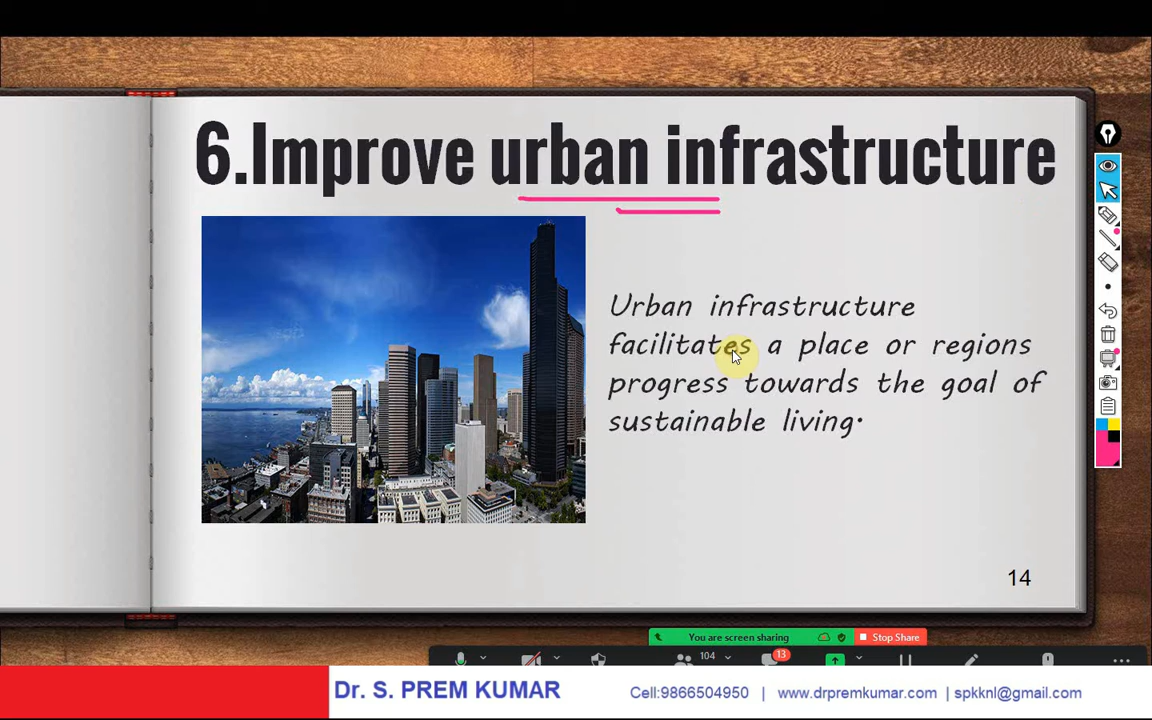 6.Improve urban infrastructure
Urban infrastructure
facilitates a place or regions
progress towards the goal of
sustainable living.
14
You are screen sharing
Stop Share
104
13
Dr. S. PREM KUMAR
Cell:9866504950 | www.drpremkumar.com | spkknl@gmail.com